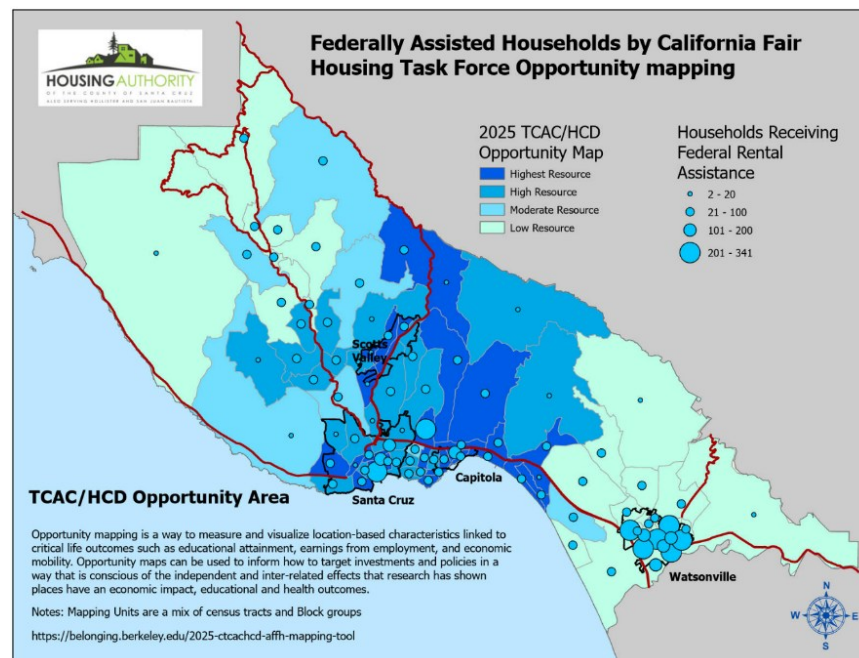 HOUSING AUTHORITY
OF THE COUNTY OF SANTA CRUZ
ALSO SERVING HOLLISTER AND SAN JUAN BAUTISTA
Federally Assisted Households by California Fair
Housing Task Force Opportunity mapping
2025 TCAC/HCD
Opportunity Map
Highest Resource
High Resource
Moderate Resource
Low Resource
Households Receiving
Federal Rental
Assistance
2 - 20
21 - 100
101 - 200
201 - 341
Scotts
Valley
Santa Cruz
Capitola
Watsonville
TCAC/HCD Opportunity Area
Opportunity mapping is a way to measure and visualize location-based characteristics linked to
critical life outcomes such as educational attainment, earnings from employment, and economic
mobility. Opportunity maps can be used to inform how to target investments and policies in a
way that is conscious of the independent and inter-related effects that research has shown
places have an economic impact, educational and health outcomes.
Notes: Mapping Units are a mix of census tracts and Block groups
https://belonging.berkeley.edu/2025-ctcachcd-affh-mapping-tool
N
W E
S